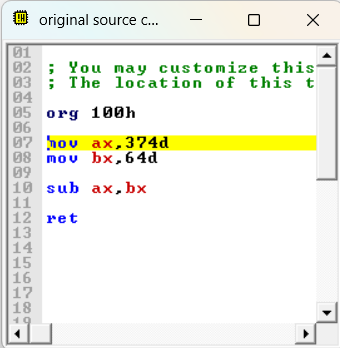 original source c...
01
02 ; You may customize this
03 ; The location of this t
04
05 org 100h
06
07 mov ax,374d
08 mov bx,64d
09
10 sub ax,bx
11
12 ret
13
14
15
16
17
18
19